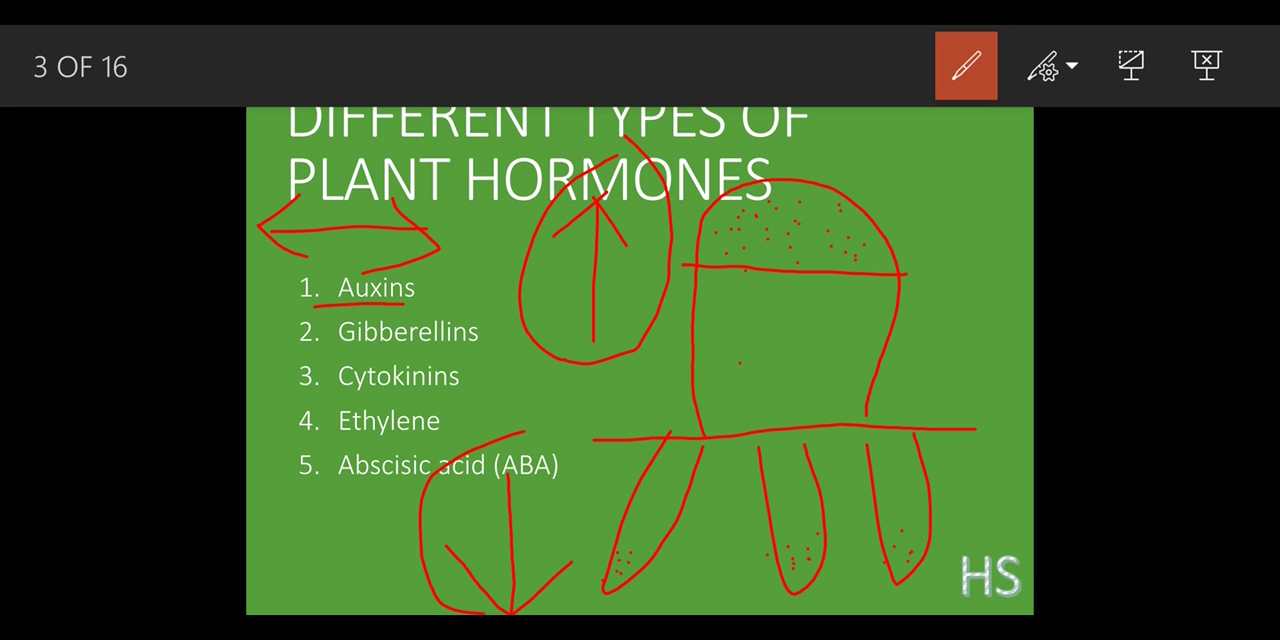 3 OF 16
DIFFERENT TYPES OF
PLANT HORMONES
1. Auxins
2. Gibberellins
3. Cytokinins
4. Ethylene
5. Abscisic acid (ABA)
HS